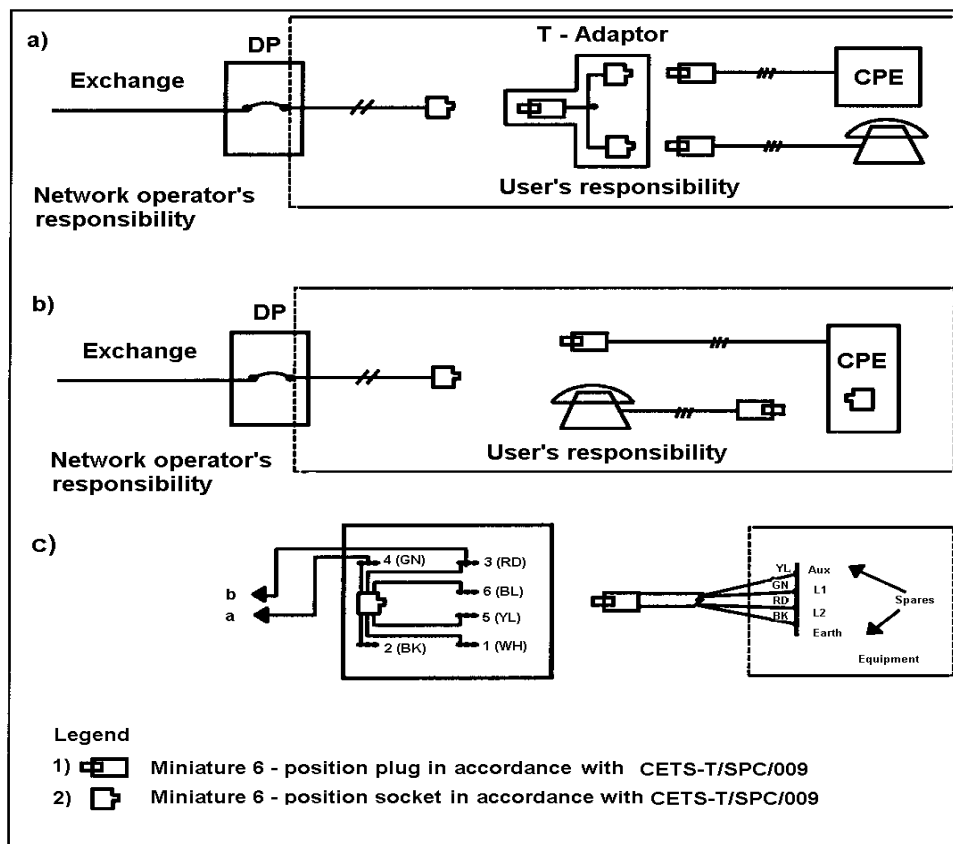 a)
DP
T - Adaptor
Exchange
CPE
Network operator's
responsibility
User's responsibility
b)
DP
Exchange
CPE
Network operator's
responsibility
User's responsibility
c)
4 (GN)
3 (RD)
b
6 (BL)
a
5 (YL)
2 (BK)
1 (WH)
YL
Aux
GN
L1
RD
Spares
BK
L2
Earth
Equipment
Legend
1) Miniature 6 - position plug in accordance with CETS-T/SPC/009
2) Miniature 6 - position socket in accordance with CETS-T/SPC/009